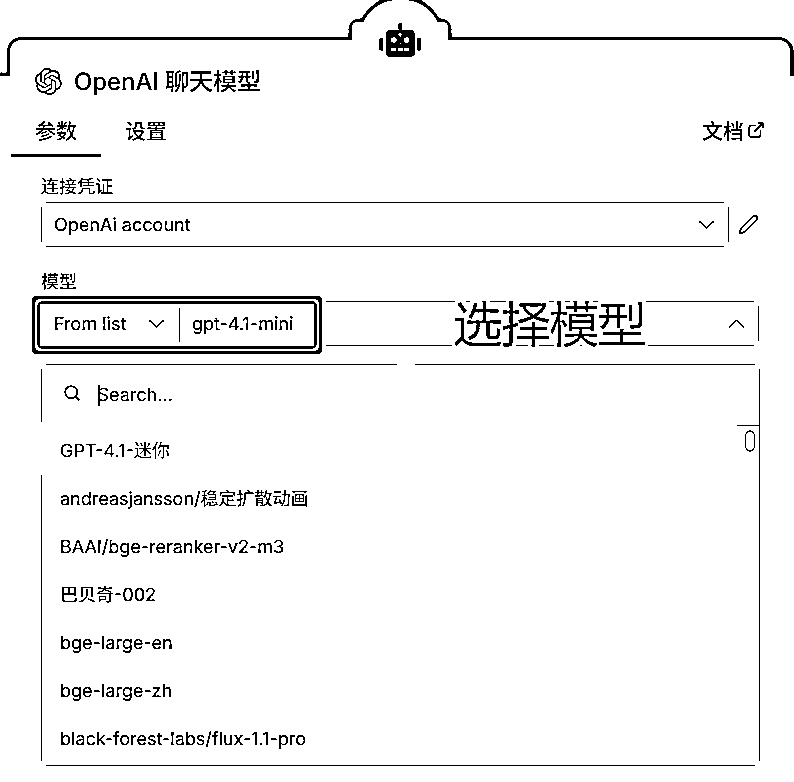 OpenAI 聊天模型
参数 设置 文档
连接凭证
OpenAi account
模型
From list gpt-4.1-mini 选择模型
Search...
GPT-4.1-迷你
andreasjansson/稳定扩散动画
BAAI/bge-reranker-v2-m3
巴贝奇-002
bge-large-en
bge-large-zh
black-forest-labs/flux-1.1-pro